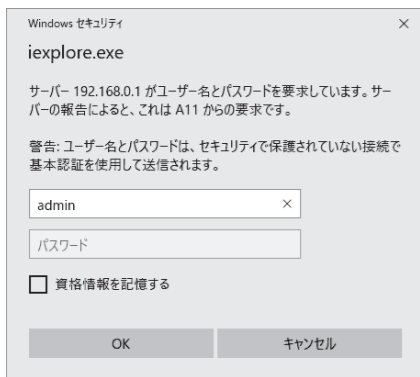 Windows セキュリティ
iexplore.exe
サーバー 192.168.0.1 がユーザー名とパスワードを要求しています。サー
バーの報告によると、これは A11 からの要求です。
警告: ユーザー名とパスワードは、セキュリティで保護されていない接続で
基本認証を使用して送信されます。
admin
パスワード
資格情報を記憶する
OK
キャンセル